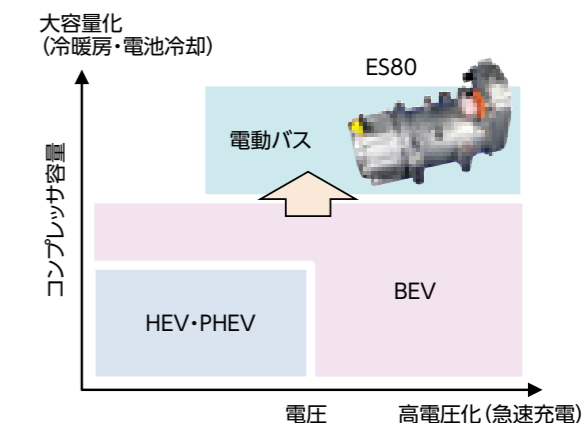 大容量化
（冷暖房・電池冷却）
ES80
電動バス
コンプレッサ容量
BEV
HEV・PHEV
電圧
高電圧化（急速充電）